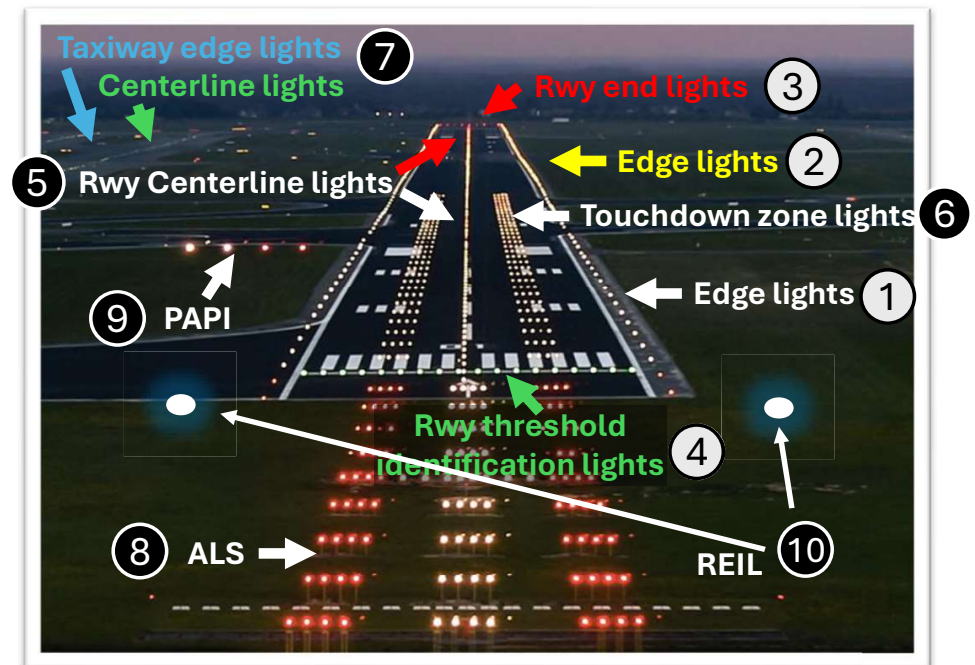 Taxiway edge lights
7
Centerline lights
Rwy end lights
3
5
Rwy Centerline lights
Edge lights
2
Touchdown zone lights
6
Edge lights
1
9
PAPI
Rwy threshold
identification lights
4
8
ALS
REIL
10